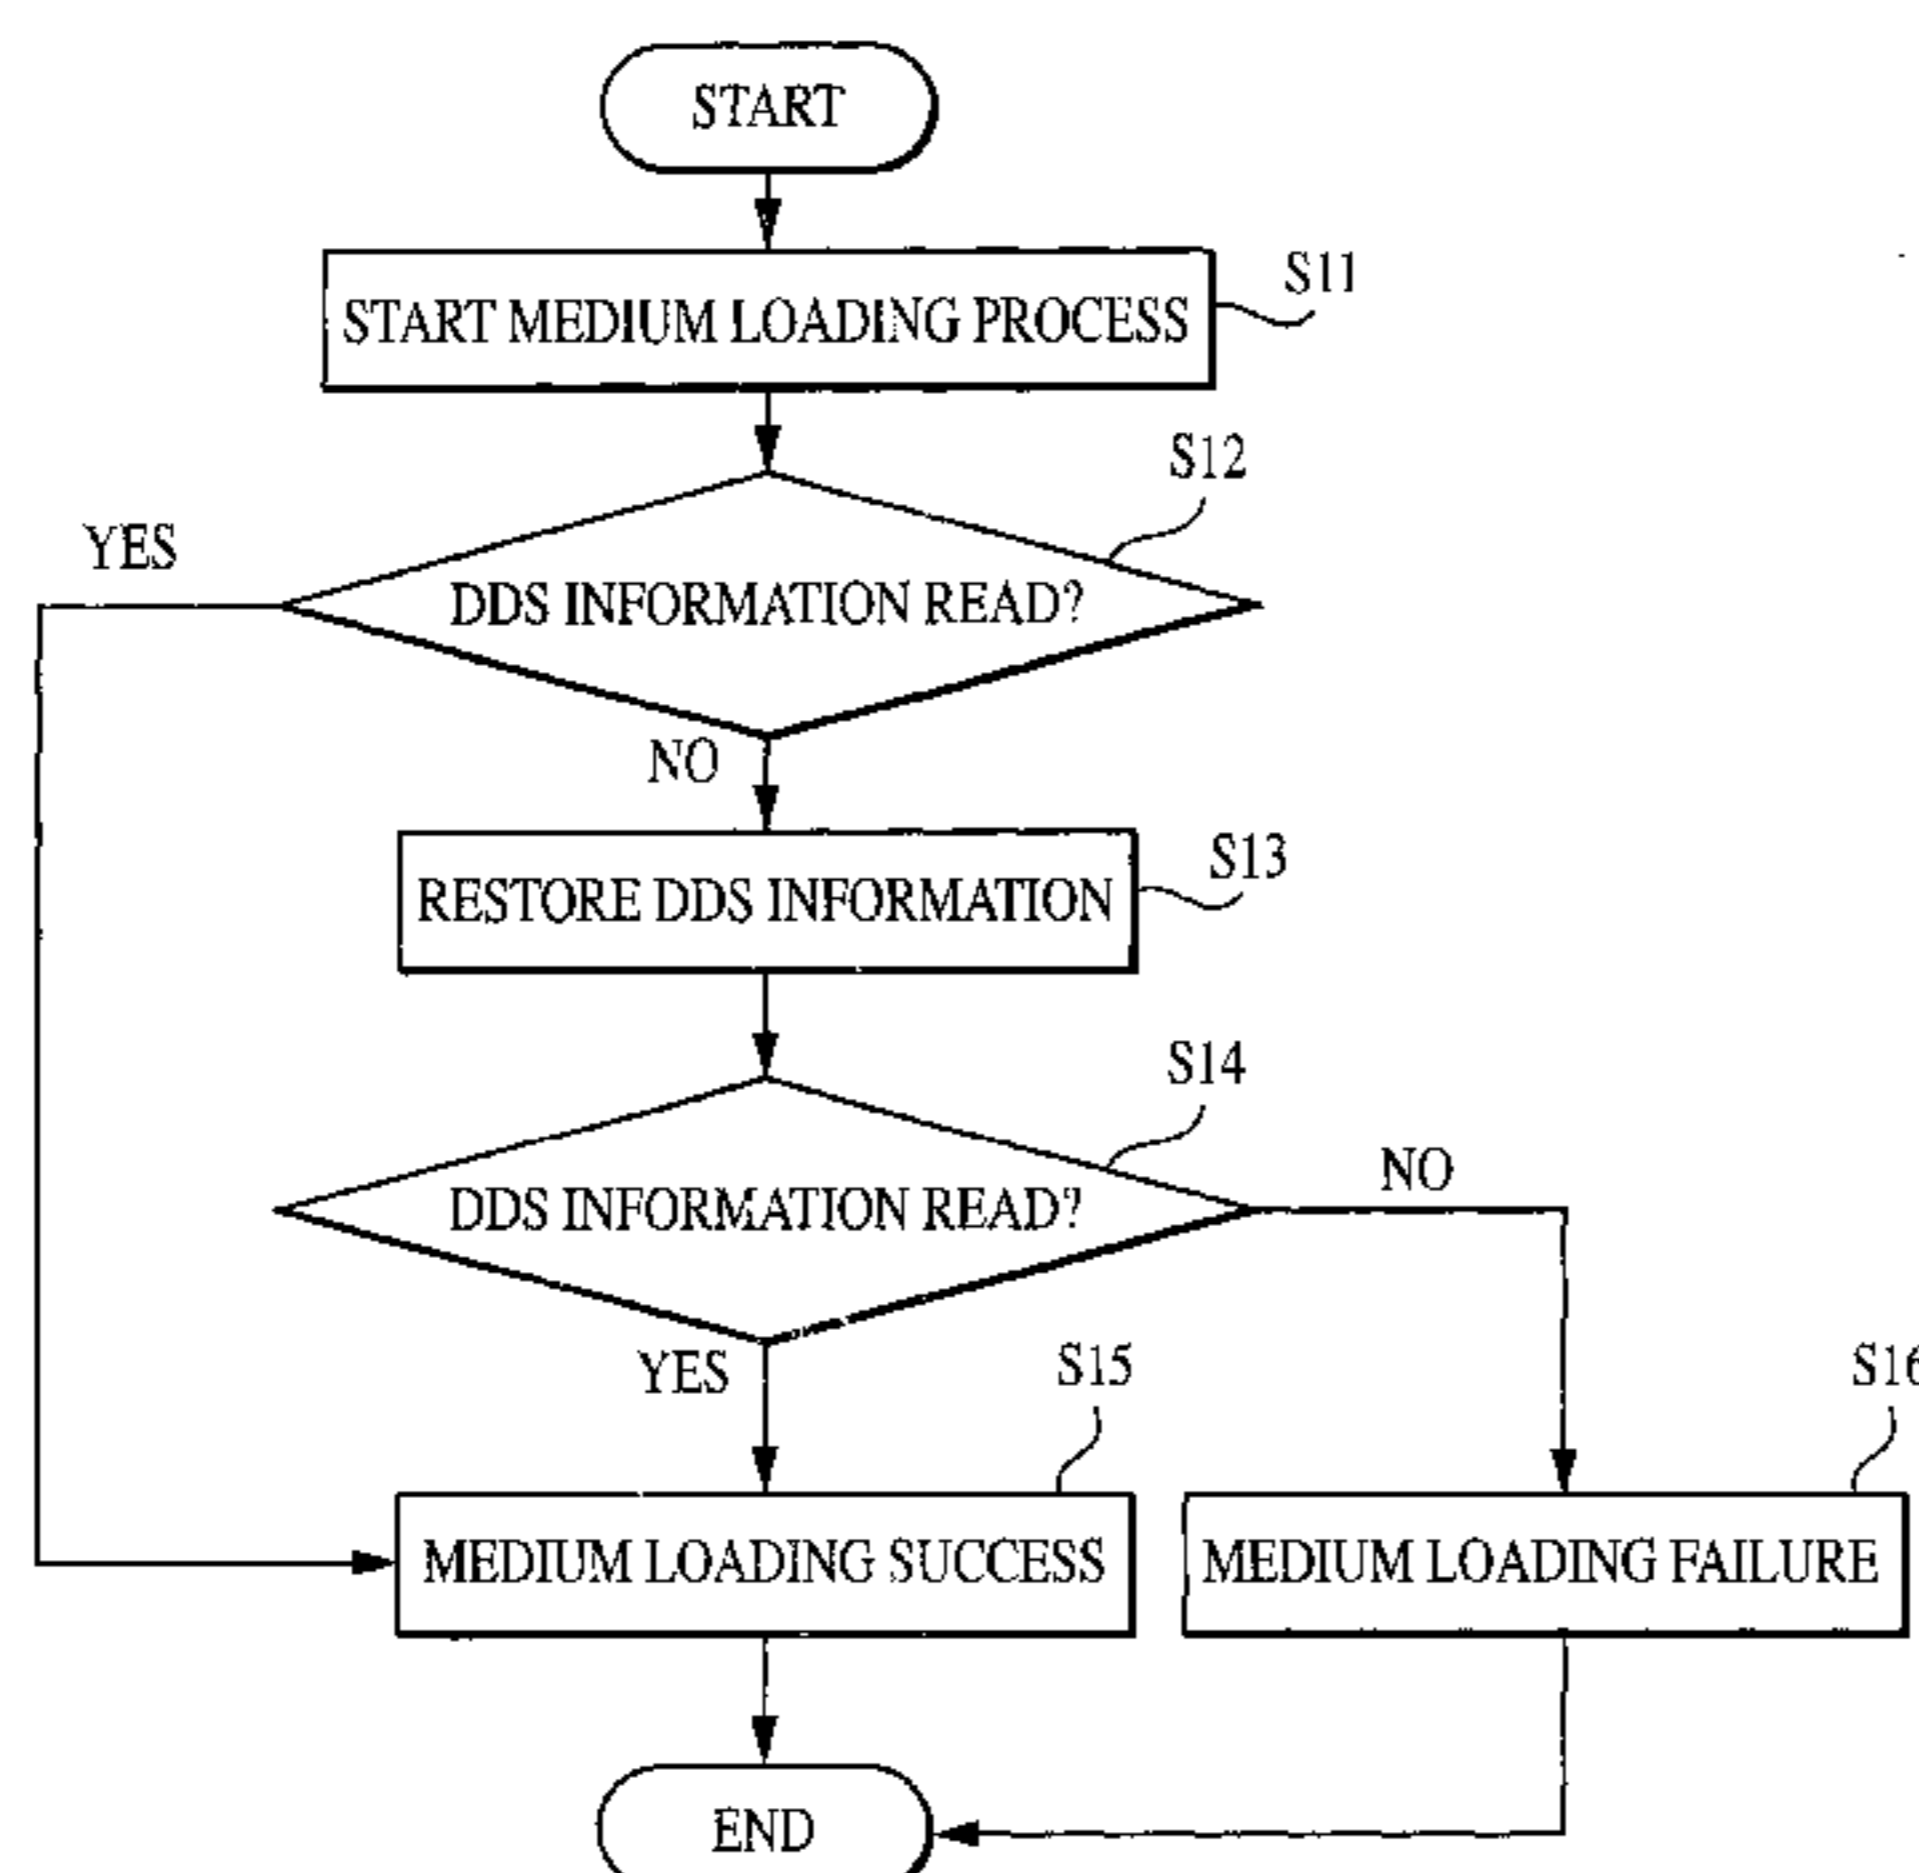 START
START MEDIUM LOADING PROCESS
S11
S12
YES
DDS INFORMATION READ?
NO
RESTORE DDS INFORMATION
S13
S14
DDS INFORMATION READ?
NO
YES
S15
S16
MEDIUM LOADING SUCCESS
MEDIUM LOADING FAILURE
END